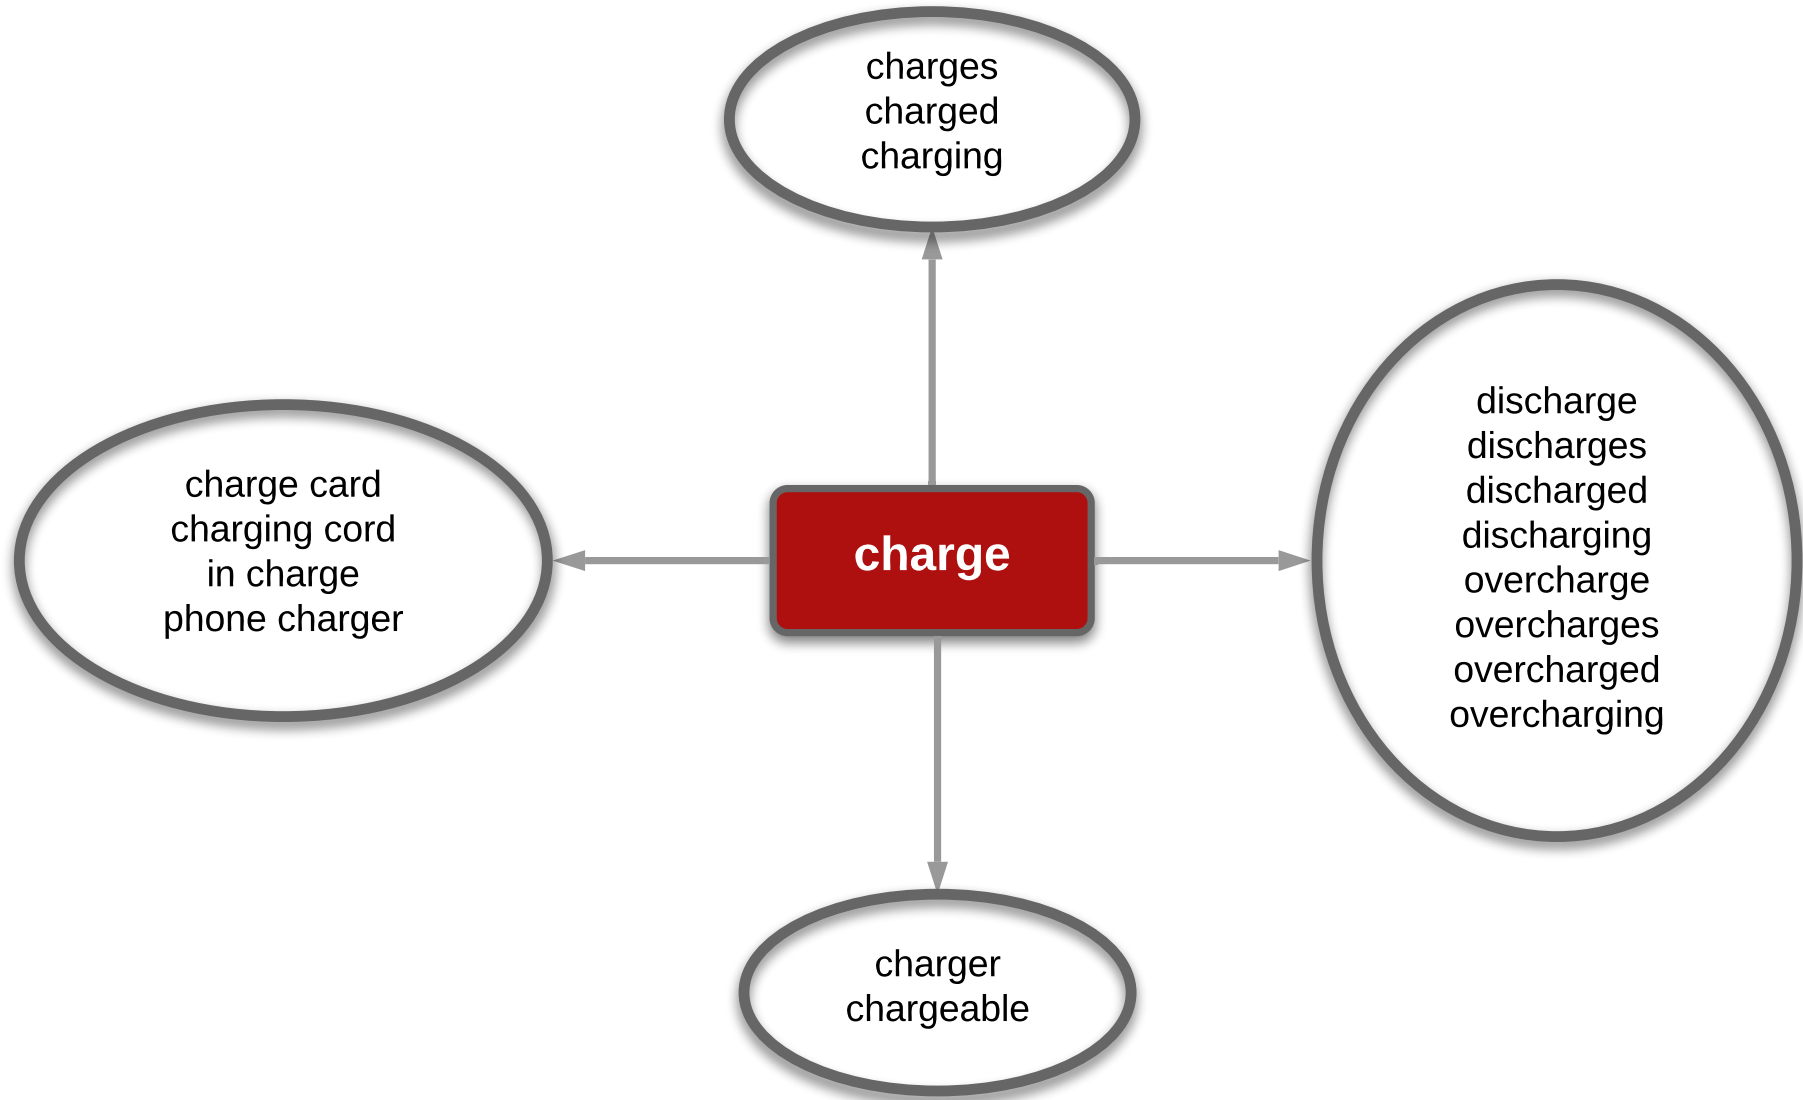 charges
charged
charging
charge card
charging cord
in charge
phone charger
charge
discharge
discharges
discharged
discharging
overcharge
overcharges
overcharged
overcharging
charger
chargeable